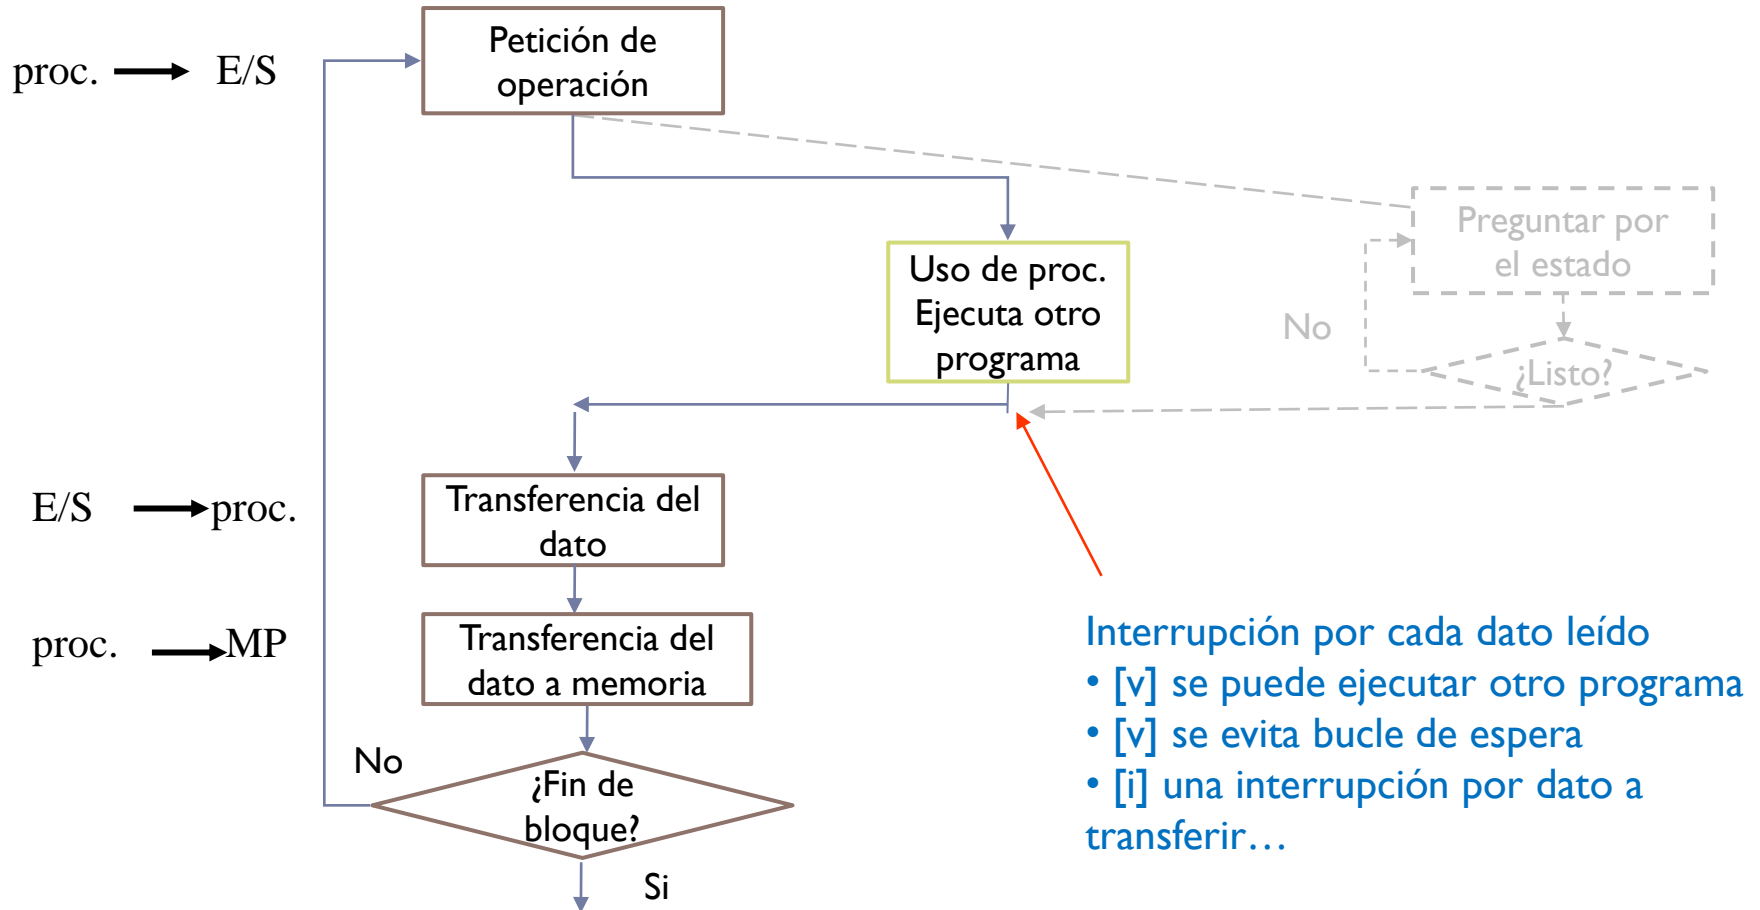 Petición de
operación
proc. E/S
Preguntar por
el estado
Uso de proc.
Ejecuta otro
programa
No
¿Listo?
E/S proc.
Transferencia del
dato
proc. MP
Transferencia del
dato a memoria
Interrupción por cada dato leído
• [v] se puede ejecutar otro programa
• [v] se evita bucle de espera
• [i] una interrupción por dato a
transferir…
No
¿Fin de
bloque?
Si